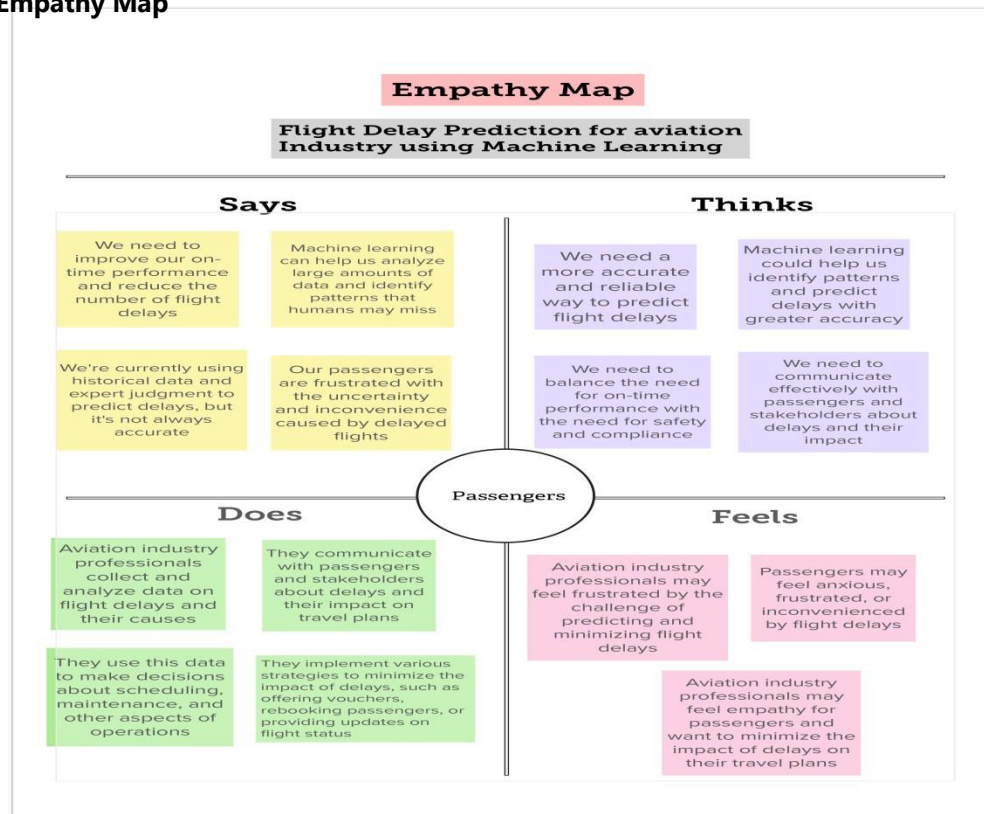 Empathy Map
Empathy Map
Flight Delay Prediction for aviation
Industry using Machine Learning
Says
We need to
improve our on-
time performance
and reduce the
number of flight
delays
Machine learning
can help us analyze
large amounts of
data and identify
patterns that
humans may miss
We're currently using
historical data and
expert judgment to
predict delays, but
it's not always
accurate
Our passengers
are frustrated with
the uncertainty
and inconvenience
caused by delayed
flights
Thinks
We need a
more accurate
and reliable
way to predict
flight delays
Machine learning
could help us
identify patterns
and predict
delays with
greater accuracy
We need to
balance the need
for on-time
performance with
the need for safety
and compliance
We need to
communicate
effectively with
passengers and
stakeholders about
delays and their
impact
Passengers
Does
Aviation industry
professionals
collect and
analyze data on
flight delays and
their causes
They communicate
with passengers
and stakeholders
about delays and
their impact on
travel plans
They use this data
to make decisions
about scheduling,
maintenance, and
other aspects of
operations
They implement various
strategies to minimize the
impact of delays, such as
offering vouchers,
rebooking passengers, or
providing updates on
flight status
Feels
Aviation industry
professionals may
feel frustrated by the
challenge of
predicting and
minimizing flight
delays
Passengers may
feel anxious,
frustrated, or
inconvenienced
by flight delays
Aviation industry
professionals may
feel empathy for
passengers and
want to minimize the
impact of delays on
their travel plans